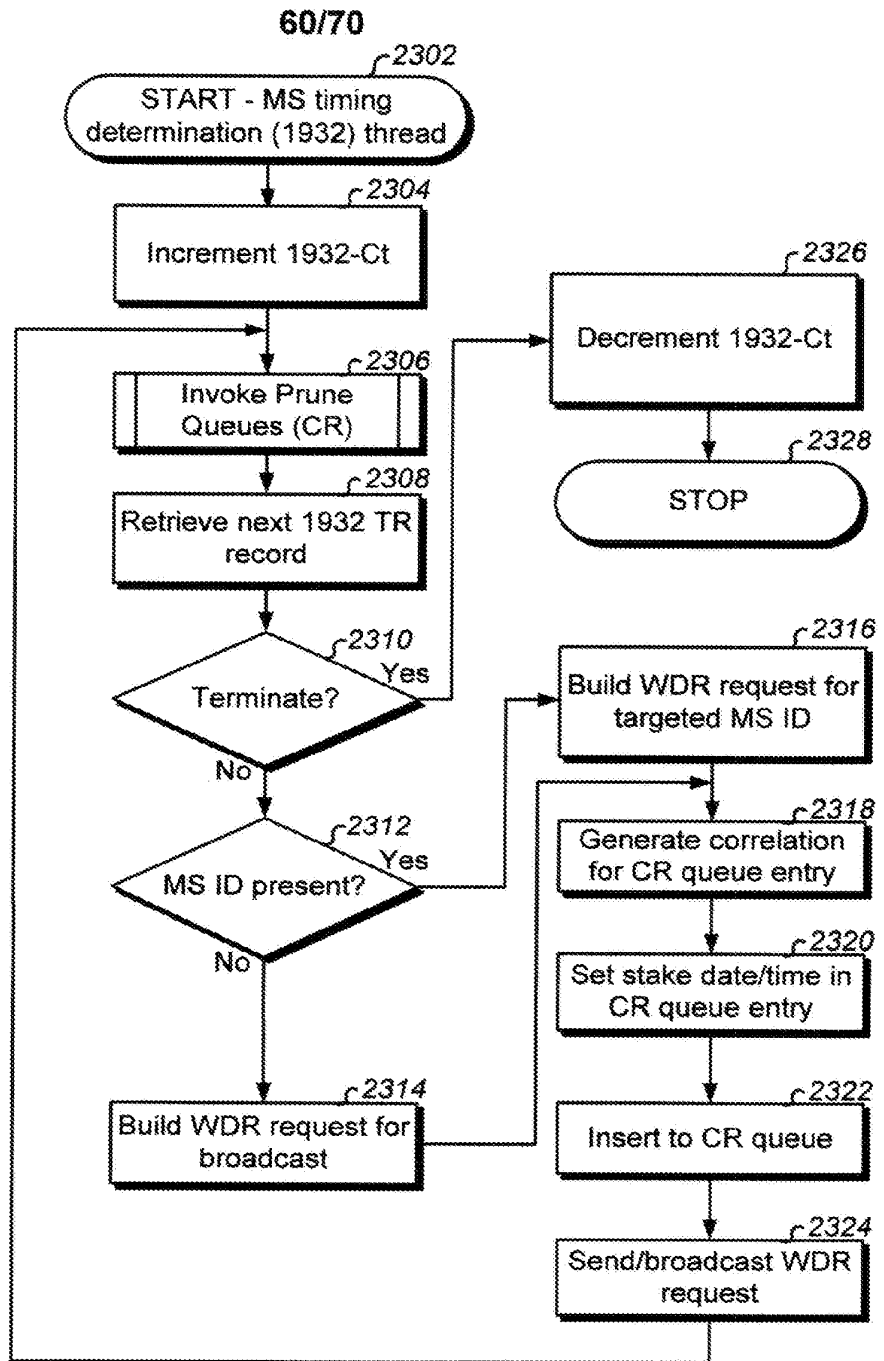 60/70
2302
START - MS timing
determination (1932) thread
2304
Increment 1932-Ct
2306
Invoke Prune
Queues (CR)
2308
Retrieve next 1932 TR
record
2310
Terminate?
Yes
No
2312
MS ID present?
Yes
No
2314
Build WDR request for
broadcast
2326
Decrement 1932-Ct
2328
STOP
2316
Build WDR request for
targeted MS ID
2318
Generate correlation
for CR queue entry
2320
Set stake date/time in
CR queue entry
2322
Insert to CR queue
2324
Send/broadcast WDR
request